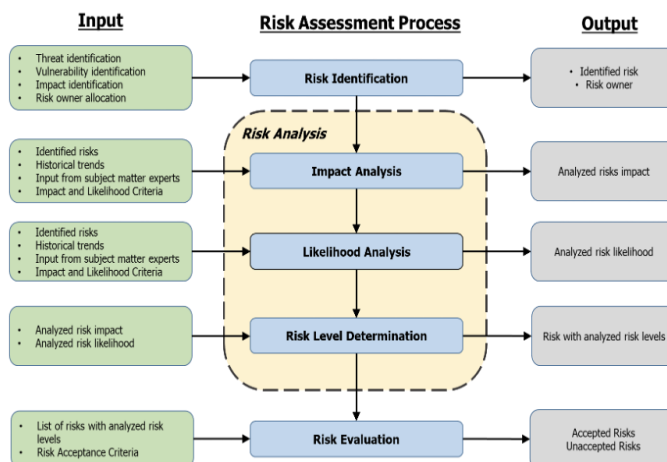 Input
Risk Assessment Process
Output
Threat identification
Vulnerability identification
Impact identification
Risk owner allocation
Risk Identification
Identified risk
Risk owner
Risk Analysis
Identified risks
Historical trends
Input from subject matter experts
Impact and Likelihood Criteria
Impact Analysis
Analyzed risks impact
Identified risks
Historical trends
Input from subject matter experts
Impact and Likelihood Criteria
Likelihood Analysis
Analyzed risk likelihood
Analyzed risk impact
Analyzed risk likelihood
Risk Level Determination
Risk with analyzed risk levels
List of risks with analyzed risk
levels
Risk Acceptance Criteria
Risk Evaluation
Accepted Risks
Unaccepted Risks